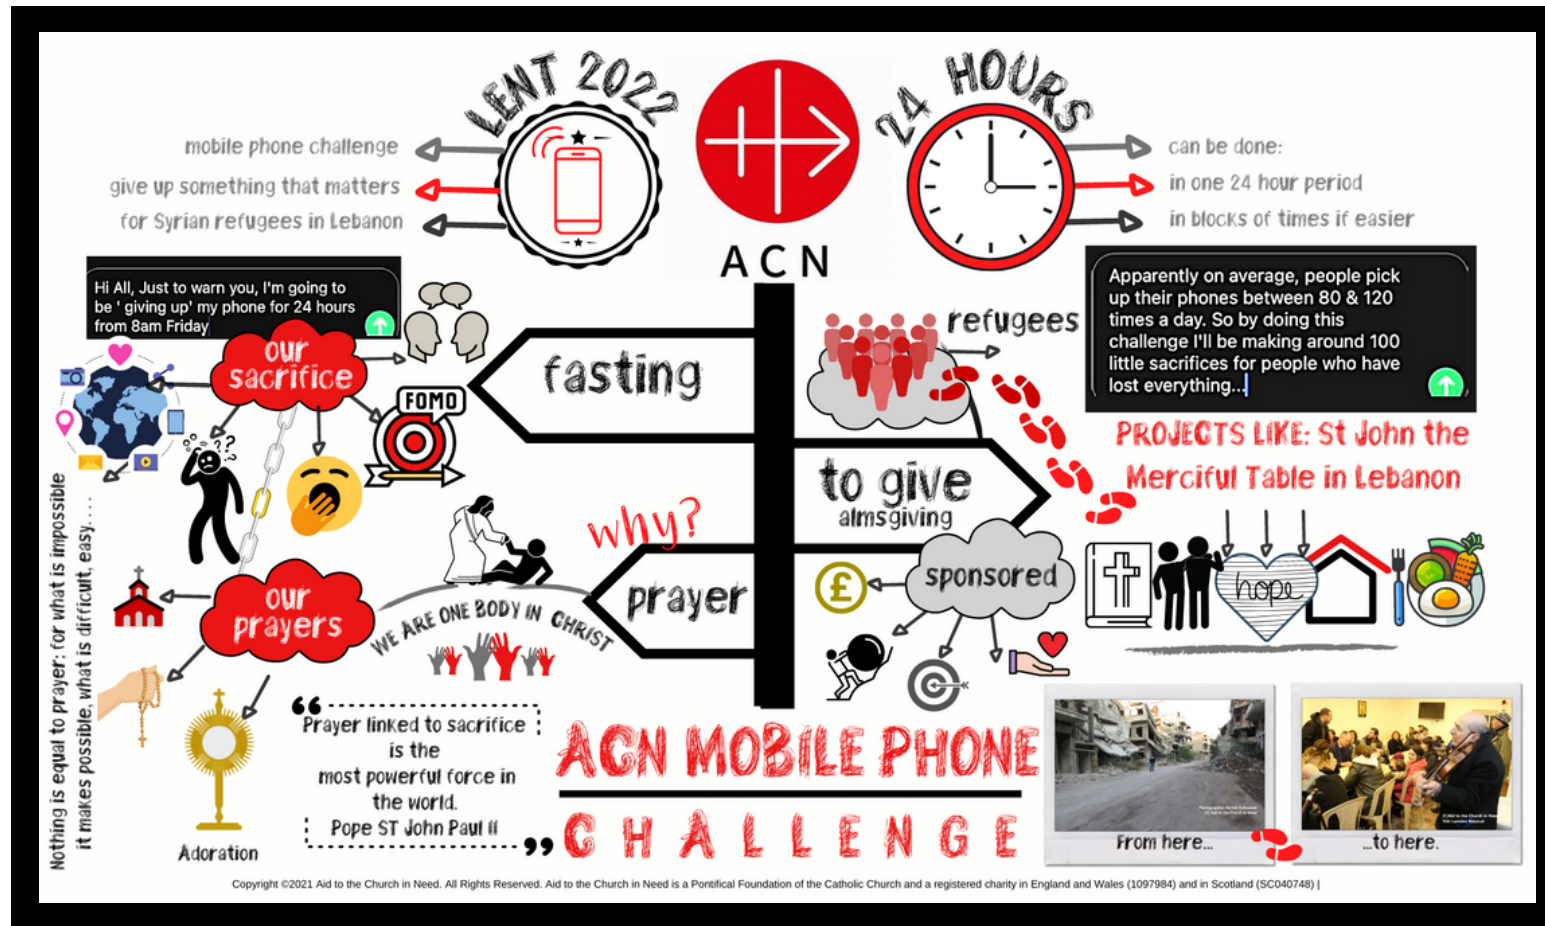 LENT 2022
mobile phone challenge
give up something that matters
for Syrian refugees in Lebanon
ACN
24 HOURS
can be done:
in one 24 hour period
in blocks of times if easier
Hi All, Just to warn you, I'm going to
be ' giving up' my phone for 24 hours
from 8am Friday
our
sacrifice
FOMO
???
fasting
refugees
Apparently on average, people pick
up their phones between 80 & 120
times a day. So by doing this
challenge I'll be making around 100
little sacrifices for people who have
lost everything...
PROJECTS LIKE: St John the
Merciful Table in Lebanon
to give
almsgiving
why?
prayer
WE ARE ONE BODY IN CHRIST
our
prayers
£
sponsored
hope
Nothing is equal to prayer; for what is impossible
it makes possible, what is difficult, easy....
Adoration
“Prayer linked to sacrifice
is the
most powerful force in
the world.
Pope ST John Paul II”
ACN MOBILE PHONE
CHALLENGE
From here...
...to here.
Copyright ©2021 Aid to the Church in Need. All Rights Reserved. Aid to the Church in Need is a Pontifical Foundation of the Catholic Church and a registered charity in England and Wales (1097984) and in Scotland (SC040748) |